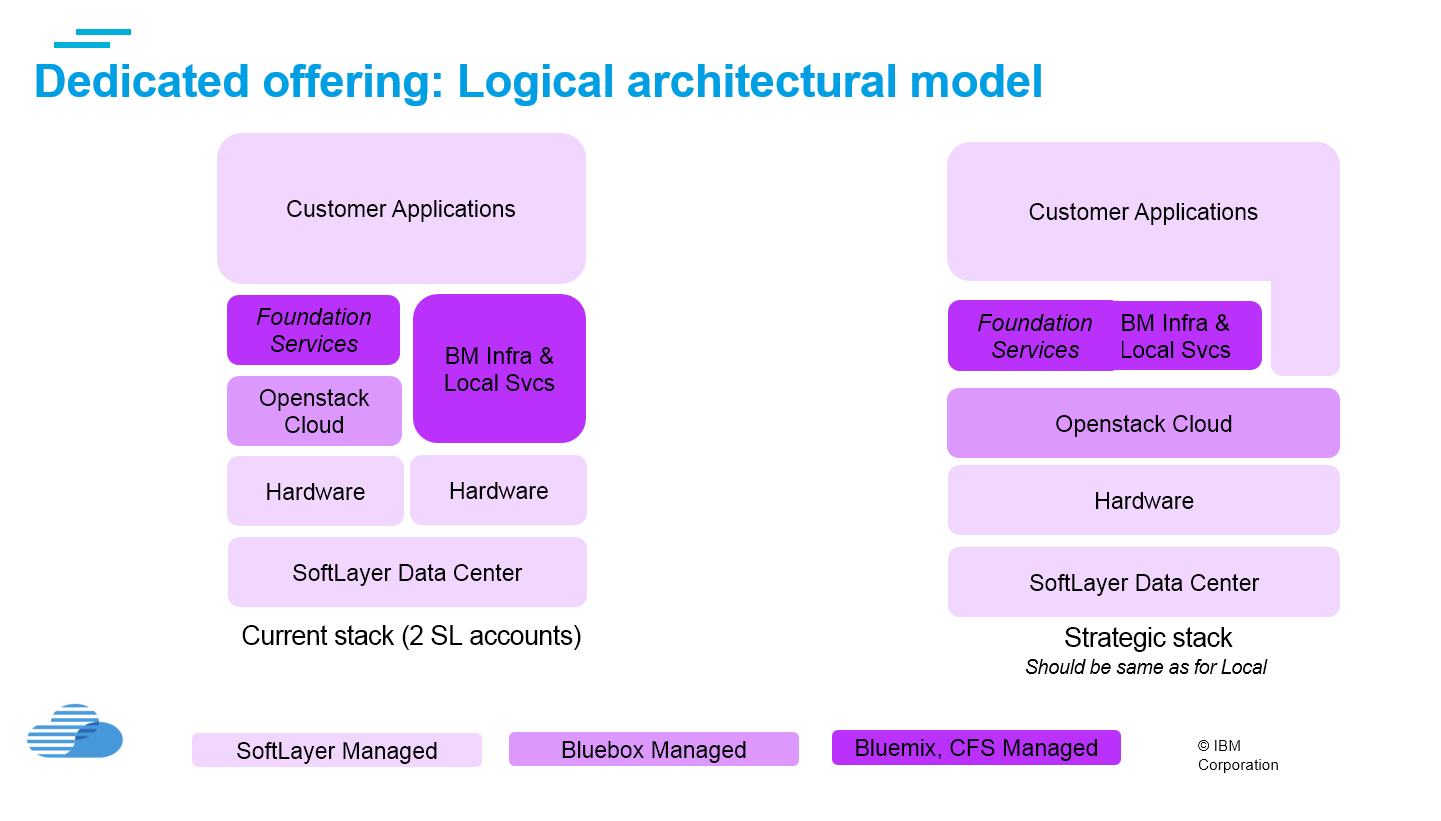 Dedicated offering: Logical architectural model
Customer Applications
Foundation
Services
BM Infra &
Local Svcs
Openstack
Cloud
Hardware
Hardware
SoftLayer Data Center
Current stack (2 SL accounts)
Customer Applications
Foundation
Services
BM Infra &
Local Svcs
Openstack Cloud
Hardware
SoftLayer Data Center
Strategic stack
Should be same as for Local
SoftLayer Managed
Bluebox Managed
Bluemix, CFS Managed
© IBM
Corporation